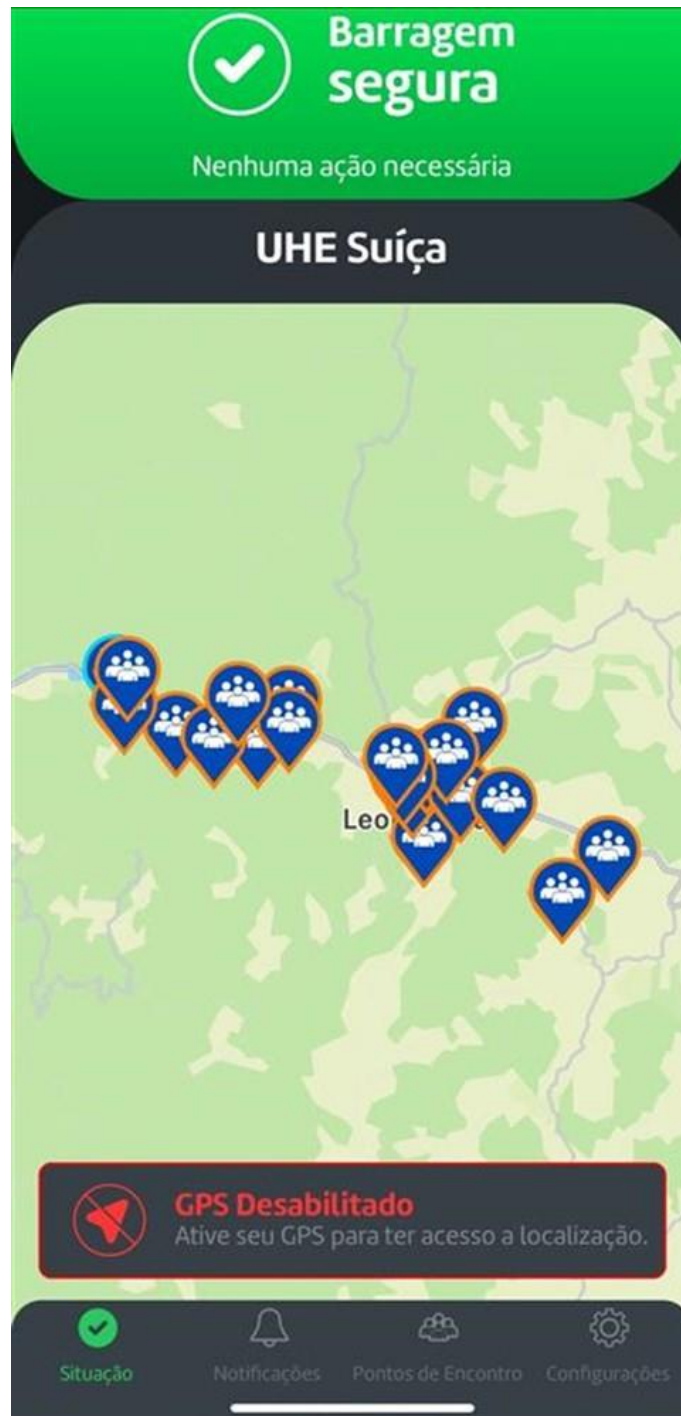 Barragem
segura
Nenhuma ação necessária
UHE Suíça
Leo
GPS Desabilitado
Ative seu GPS para ter acesso a localização.
Situação
Notificações
Pontos de Encontro
Configurações